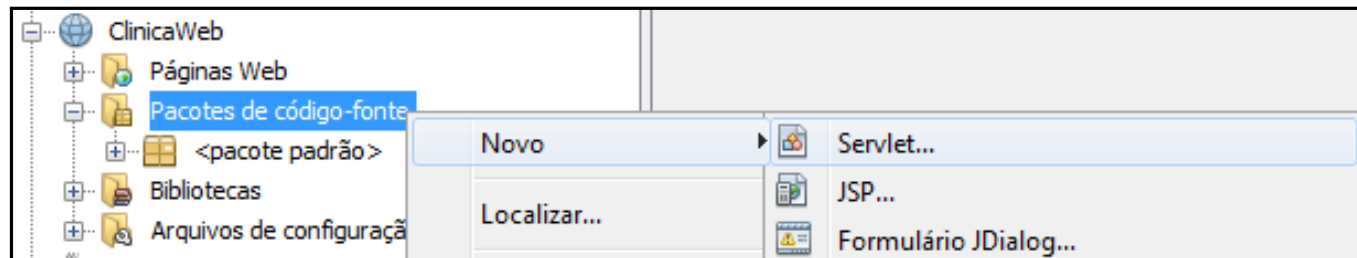 ClinicaWeb
Páginas Web
Pacotes de código-fonte
Novo
Servlet...
<pacote padrão>
JSP...
Bibliotecas
Localizar...
Arquivos de configuraçã
Formulário JDialog...